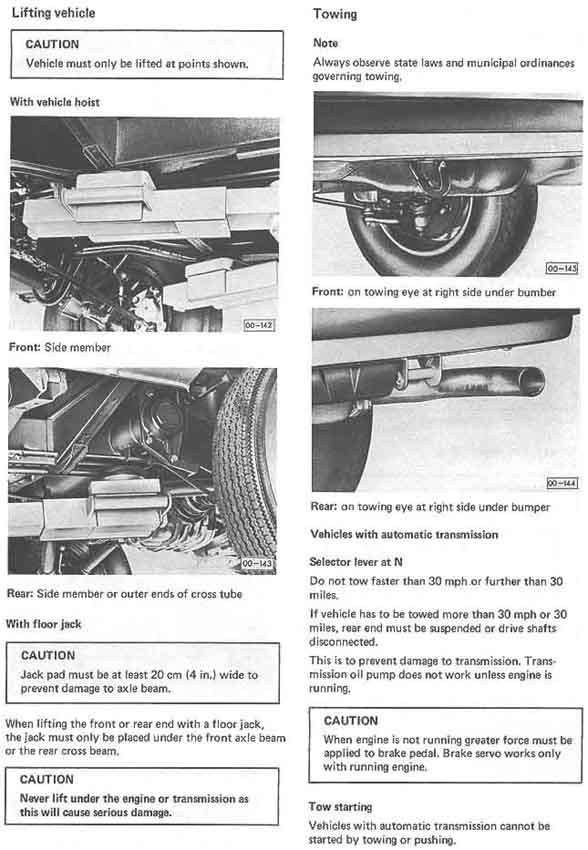 Lifting vehicle
CAUTION
Vehicle must only be lifted at points shown.
With vehicle hoist
00-142
Front: Side member
00-143
Rear: Side member or outer ends of cross tube
With floor jack
CAUTION
Jack pad must be at least 20 cm (4 in.) wide to
prevent damage to axle beam.
When lifting the front or rear end with a floor jack,
the jack must only be placed under the front axle beam
or the rear cross beam.
CAUTION
Never lift under the engine or transmission as
this will cause serious damage.
Towing
Note
Always observe state laws and municipal ordinances
governing towing.
00-145
Front: on towing eye at right side under bumber
00-144
Rear: on towing eye at right side under bumper
Vehicles with automatic transmission
Selector lever at N
Do not tow faster than 30 mph or further than 30
miles.
If vehicle has to be towed more than 30 mph or 30
miles, rear end must be suspended or drive shafts
disconnected.
This is to prevent damage to transmission. Trans-
mission oil pump does not work unless engine is
running.
CAUTION
When engine is not running greater force must be
applied to brake pedal. Brake servo works only
with running engine.
Tow starting
Vehicles with automatic transmission cannot be
started by towing or pushing.